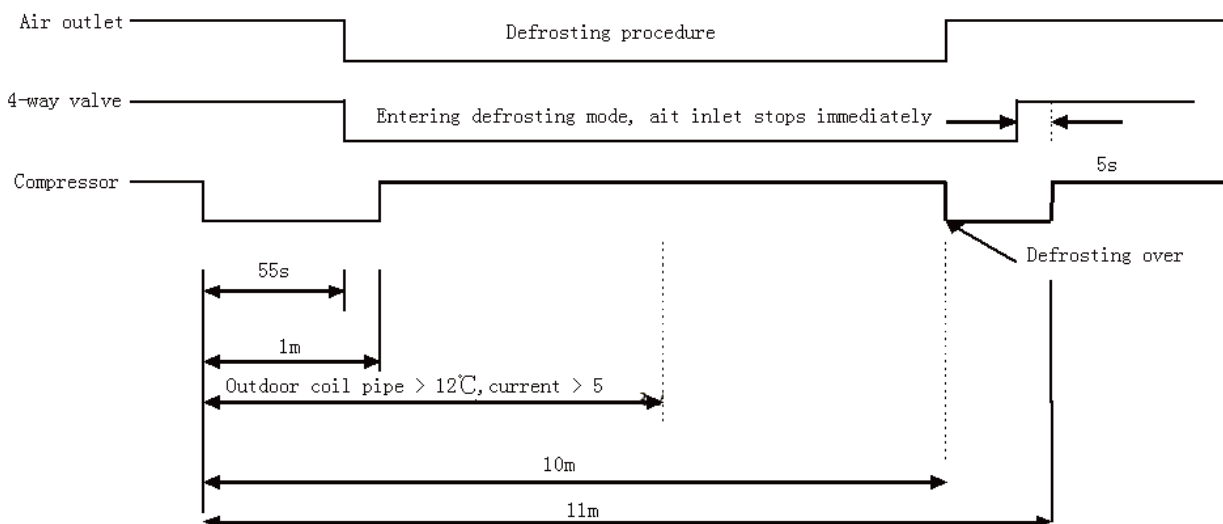 Air outlet
Defrosting procedure
4-way valve
Entering defrosting mode, ait inlet stops immediately
Compressor
5s
Defrosting over
55s
1m
Outdoor coil pipe > 12℃, current > 5
10m
11m